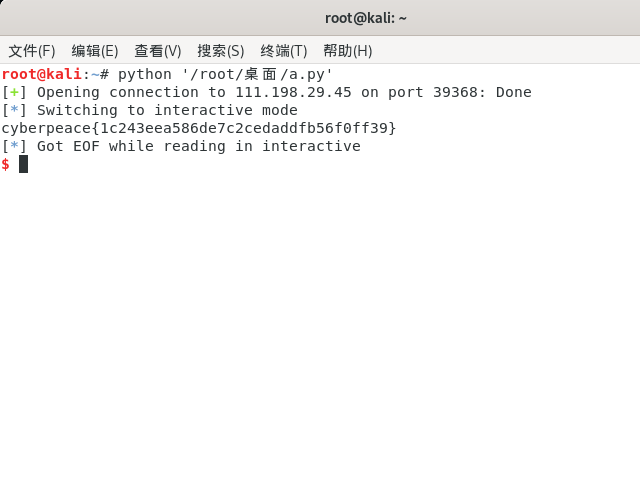 root@kali: ~
文件(F) 编辑(E) 查看(V) 搜索(S) 终端(T) 帮助(H)
root@kali:~# python '/root/桌面/a.py'
[+] Opening connection to 111.198.29.45 on port 39368: Done
[*] Switching to interactive mode
cyberpeace{1c243eea586de7c2cedaddfb56f0ff39}
[*] Got EOF while reading in interactive
$